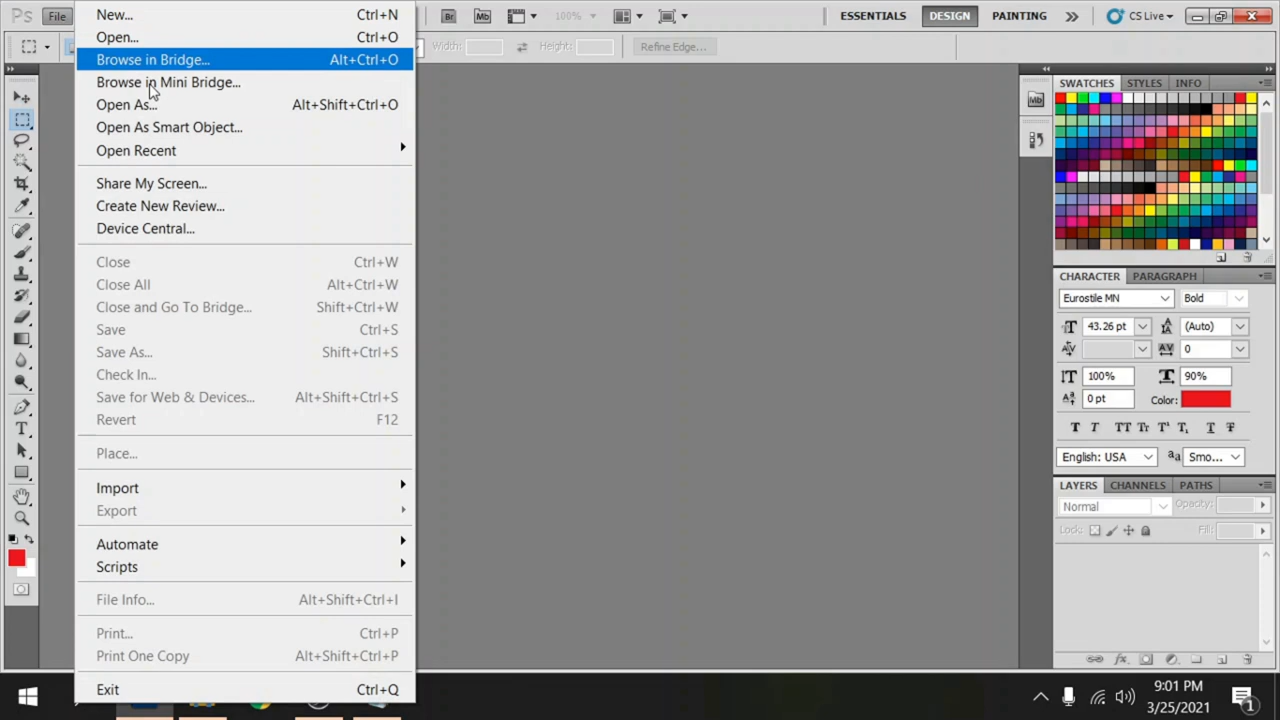 Ps File Br Mb 100% ESSENTIALS DESIGN PAINTING CS Live
Width: Height: Refine Edge...
New... Ctrl+N
Open... Ctrl+O
Browse in Bridge... Alt+Ctrl+O
Browse in Mini Bridge...
Open As... Alt+Shift+Ctrl+O
Open As Smart Object...
Open Recent
Share My Screen...
Create New Review...
Device Central...
Close Ctrl+W
Close All Alt+Ctrl+W
Close and Go To Bridge... Shift+Ctrl+W
Save Ctrl+S
Save As... Shift+Ctrl+S
Check In...
Save for Web & Devices... Alt+Shift+Ctrl+S
Revert F12
Place...
Import
Export
Automate
Scripts
File Info... Alt+Shift+Ctrl+I
Print... Ctrl+P
Print One Copy Alt+Shift+Ctrl+P
Exit Ctrl+Q
Mb
SWATCHES STYLES INFO
CHARACTER PARAGRAPH
Eurostile MN Bold
43.26 pt (Auto)
0
100% 90%
0 pt Color:
English: USA Smo...
LAYERS CHANNELS PATHS
Normal Opacity:
Lock: Fill:
9:01 PM
3/25/2021
1